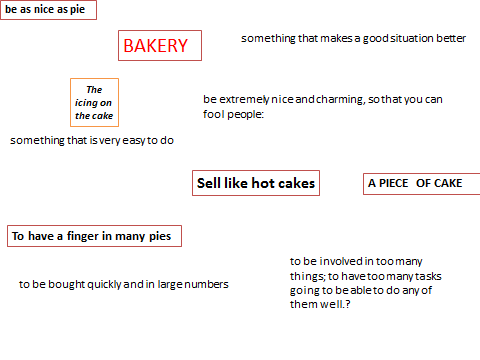 be as nice as pie
BAKERY
something that makes a good situation better
The
icing on
the cake
be extremely nice and charming, so that you can
fool people:
something that is very easy to do
Sell like hot cakes
A PIECE OF CAKE
To have a finger in many pies
to be involved in too many
things; to have too many tasks
going to be able to do any of
them well.?
to be bought quickly and in large numbers